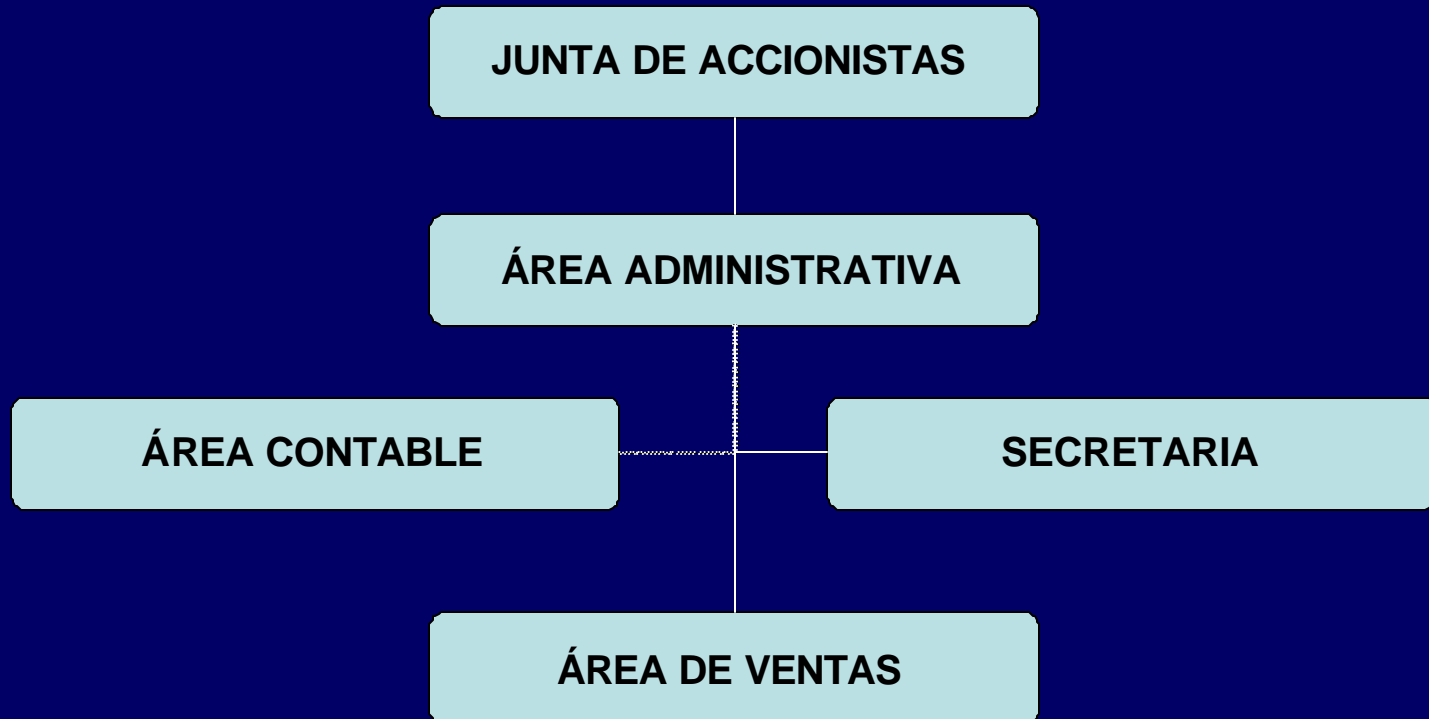 JUNTA DE ACCIONISTAS
ÁREA ADMINISTRATIVA
ÁREA CONTABLE
SECRETARIA
ÁREA DE VENTAS